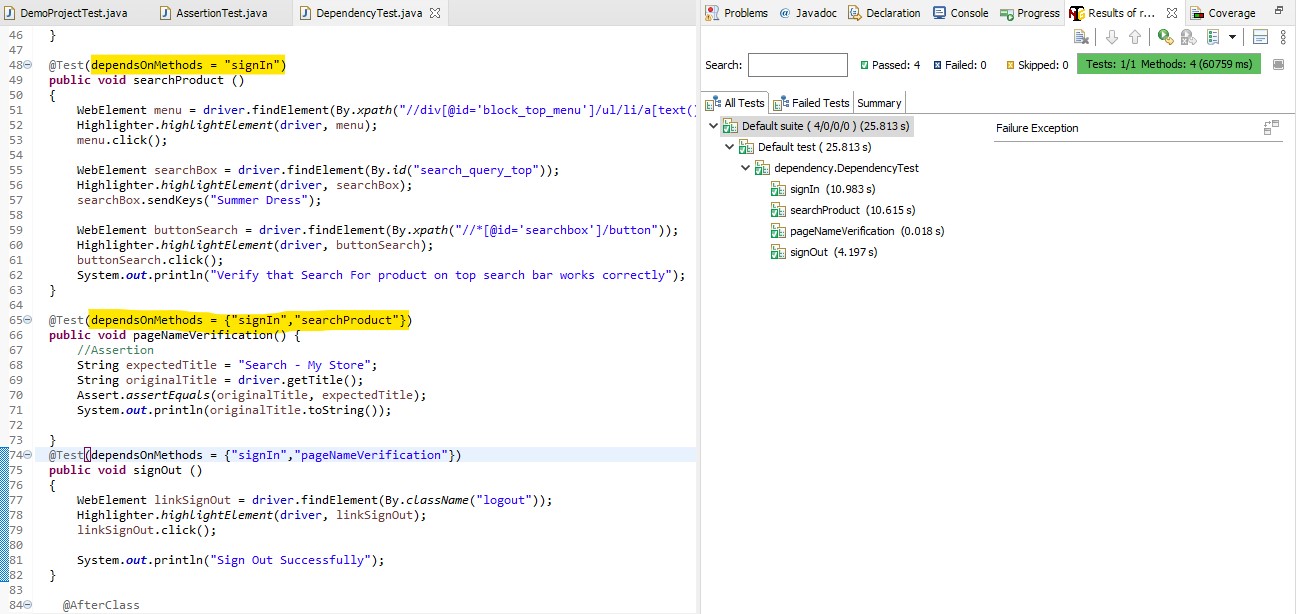 DemoProjectTest.java
AssertionTest.java
DependencyTest.java
46 }
47
48 @Test(dependsOnMethods = "signIn")
49 public void searchProduct ()
50 {
51 WebElement menu = driver.findElement(By.xpath("//div[@id='block_top_menu']/ul/li/a[text()
52 Highlighter.highlightElement(driver, menu);
53 menu.click();
54
55 WebElement searchBox = driver.findElement(By.id("search_query_top"));
56 Highlighter.highlightElement(driver, searchBox);
57 searchBox.sendKeys("Summer Dress");
58
59 WebElement buttonSearch = driver.findElement(By.xpath("//*[@id='searchbox']/button"));
60 Highlighter.highlightElement(driver, buttonSearch);
61 buttonSearch.click();
62 System.out.println("Verify that Search For product on top search bar works correctly");
63 }
64
65 @Test(dependsOnMethods = {"signIn","searchProduct"})
66 public void pageNameVerification() {
67 //Assertion
68 String expectedTitle = "Search - My Store";
69 String originalTitle = driver.getTitle();
70 Assert.assertEquals(originalTitle, expectedTitle);
71 System.out.println(originalTitle.toString());
72
73 }
74 @Test(dependsOnMethods = {"signIn","pageNameVerification"})
75 public void signOut ()
76 {
77 WebElement linkSignOut = driver.findElement(By.className("logout"));
78 Highlighter.highlightElement(driver, linkSignOut);
79 linkSignOut.click();
80
81 System.out.println("Sign Out Successfully");
82 }
83
84 @AfterClass
Problems
@ Javadoc
Declaration
Console
Progress
Results of r...
Coverage
Search:
Passed: 4
Failed: 0
Skipped: 0
Tests: 1/1 Methods: 4 (60759 ms)
All Tests
Failed Tests
Summary
Default suite ( 4/0/0/0 ) (25.813 s)
Default test ( 25.813 s)
dependency.DependencyTest
signIn (10.983 s)
searchProduct (10.615 s)
pageNameVerification (0.018 s)
signOut (4.197 s)
Failure Exception